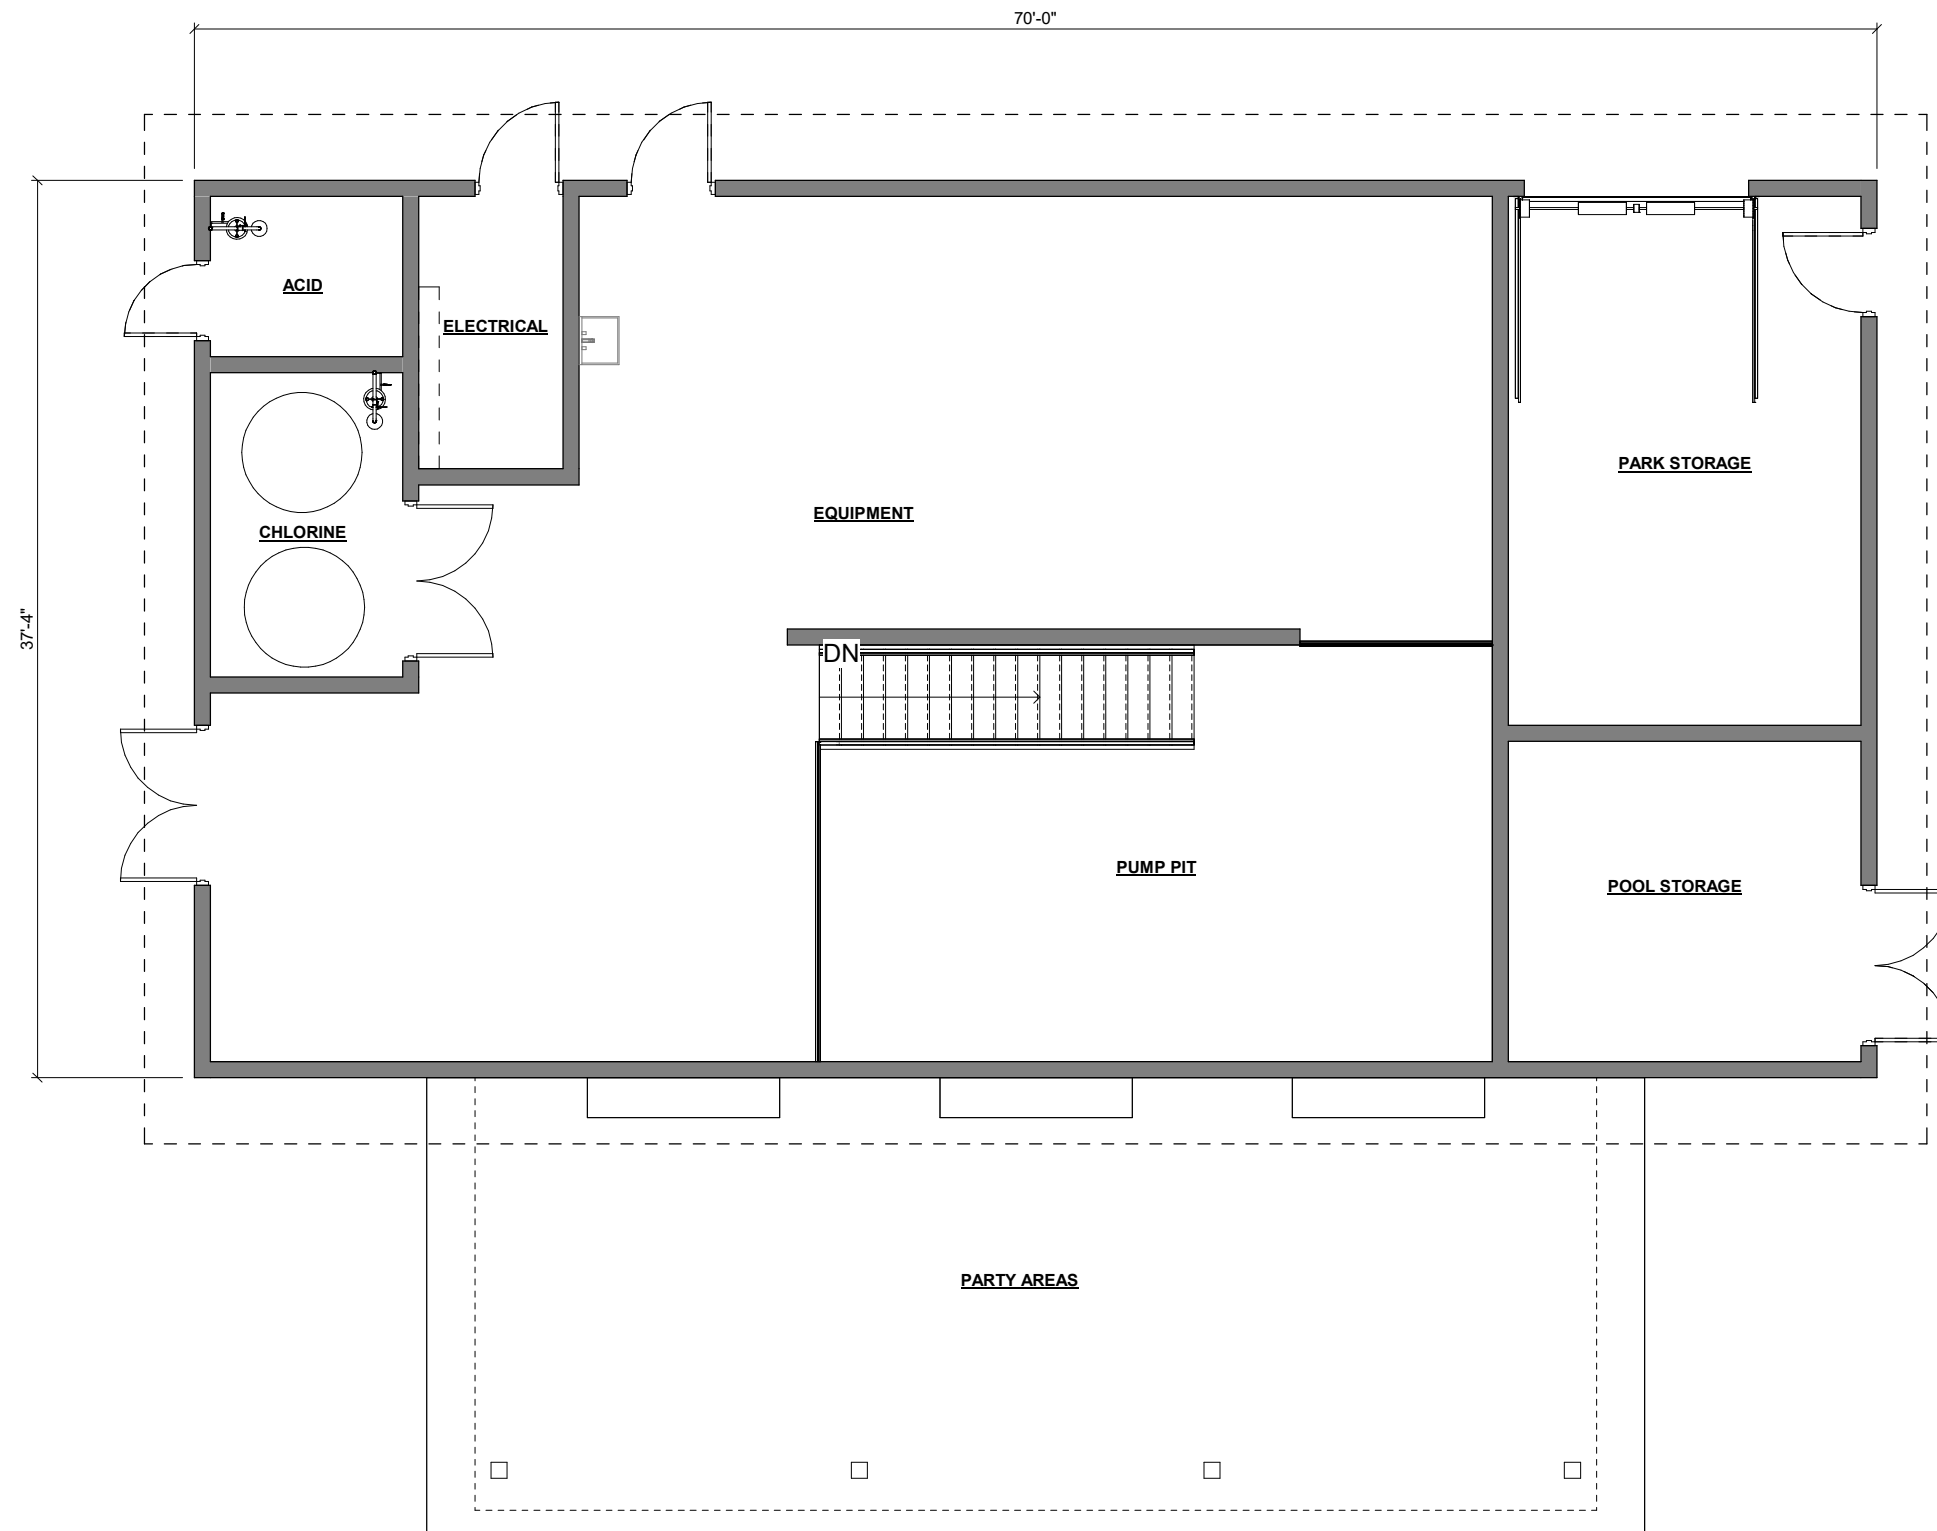 70'-0"
ACID
ELECTRICAL
PARK STORAGE
EQUIPMENT
CHLORINE
37'-4"
DN
PUMP PIT
POOL STORAGE
PARTY AREAS